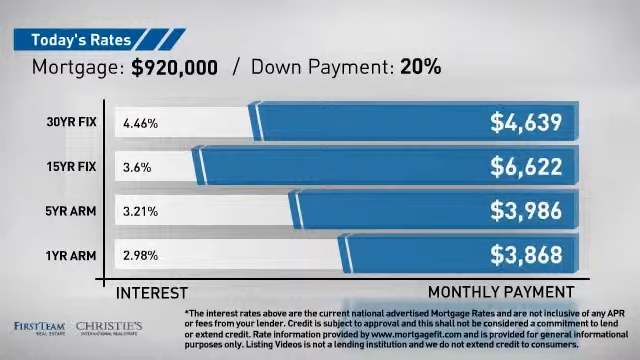 Today's Rates
Mortgage: $920,000 / Down Payment: 20%
30YR FIX 4.46% $4,639
15YR FIX 3.6% $6,622
5YR ARM 3.21% $3,986
1YR ARM 2.98% $3,868
INTEREST MONTHLY PAYMENT
*The interest rates above are the current national advertised Mortgage Rates and are not inclusive of any APR
or fees from your lender. Credit is subject to approval and this shall not be considered a commitment to lend
or extend credit. Rate information provided by www.mortgagefit.com and is provided for general informational
purposes only. Listing Videos is not a lending institution and we do not extend credit to consumers.
FIRSTTEAM
REAL ESTATE
CHRISTIE'S
INTERNATIONAL REAL ESTATE